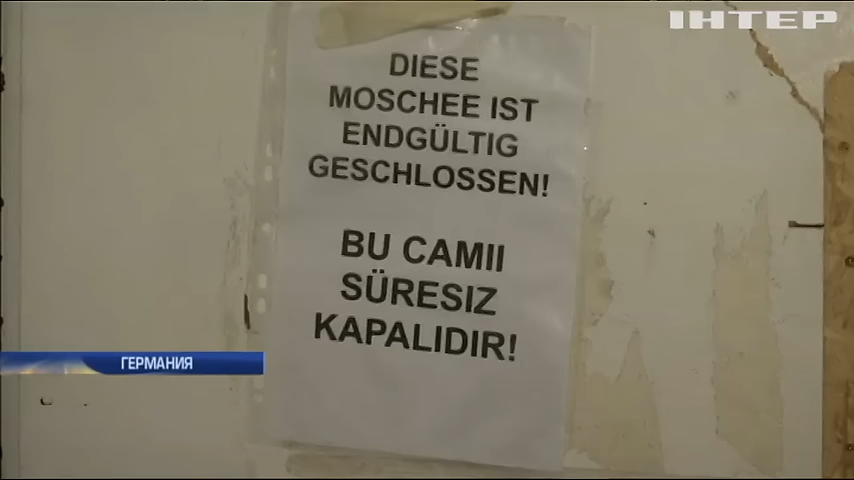 ІНТЕР
DIESE
MOSCHEE IST
ENDGÜLTIG
GESCHLOSSEN!
BU CAMII
SÜRESIZ
KAPALIDIR!
ГЕРМАНИЯ